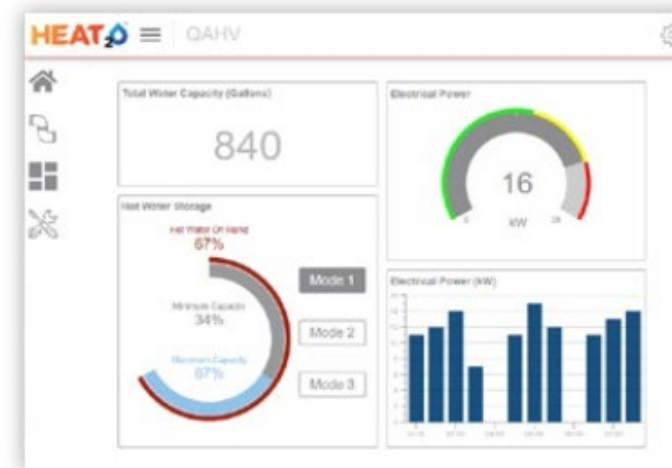 HEAT2O QAHV
Total Water Capacity (Gallons)
840
Electrical Power
16
0 kW
Hot Water Storage
Hot Water On Hand
67%
Minimum Capacity
34%
Maximum Capacity
67%
Mode 1
Mode 2
Mode 3
Electrical Power (kW)